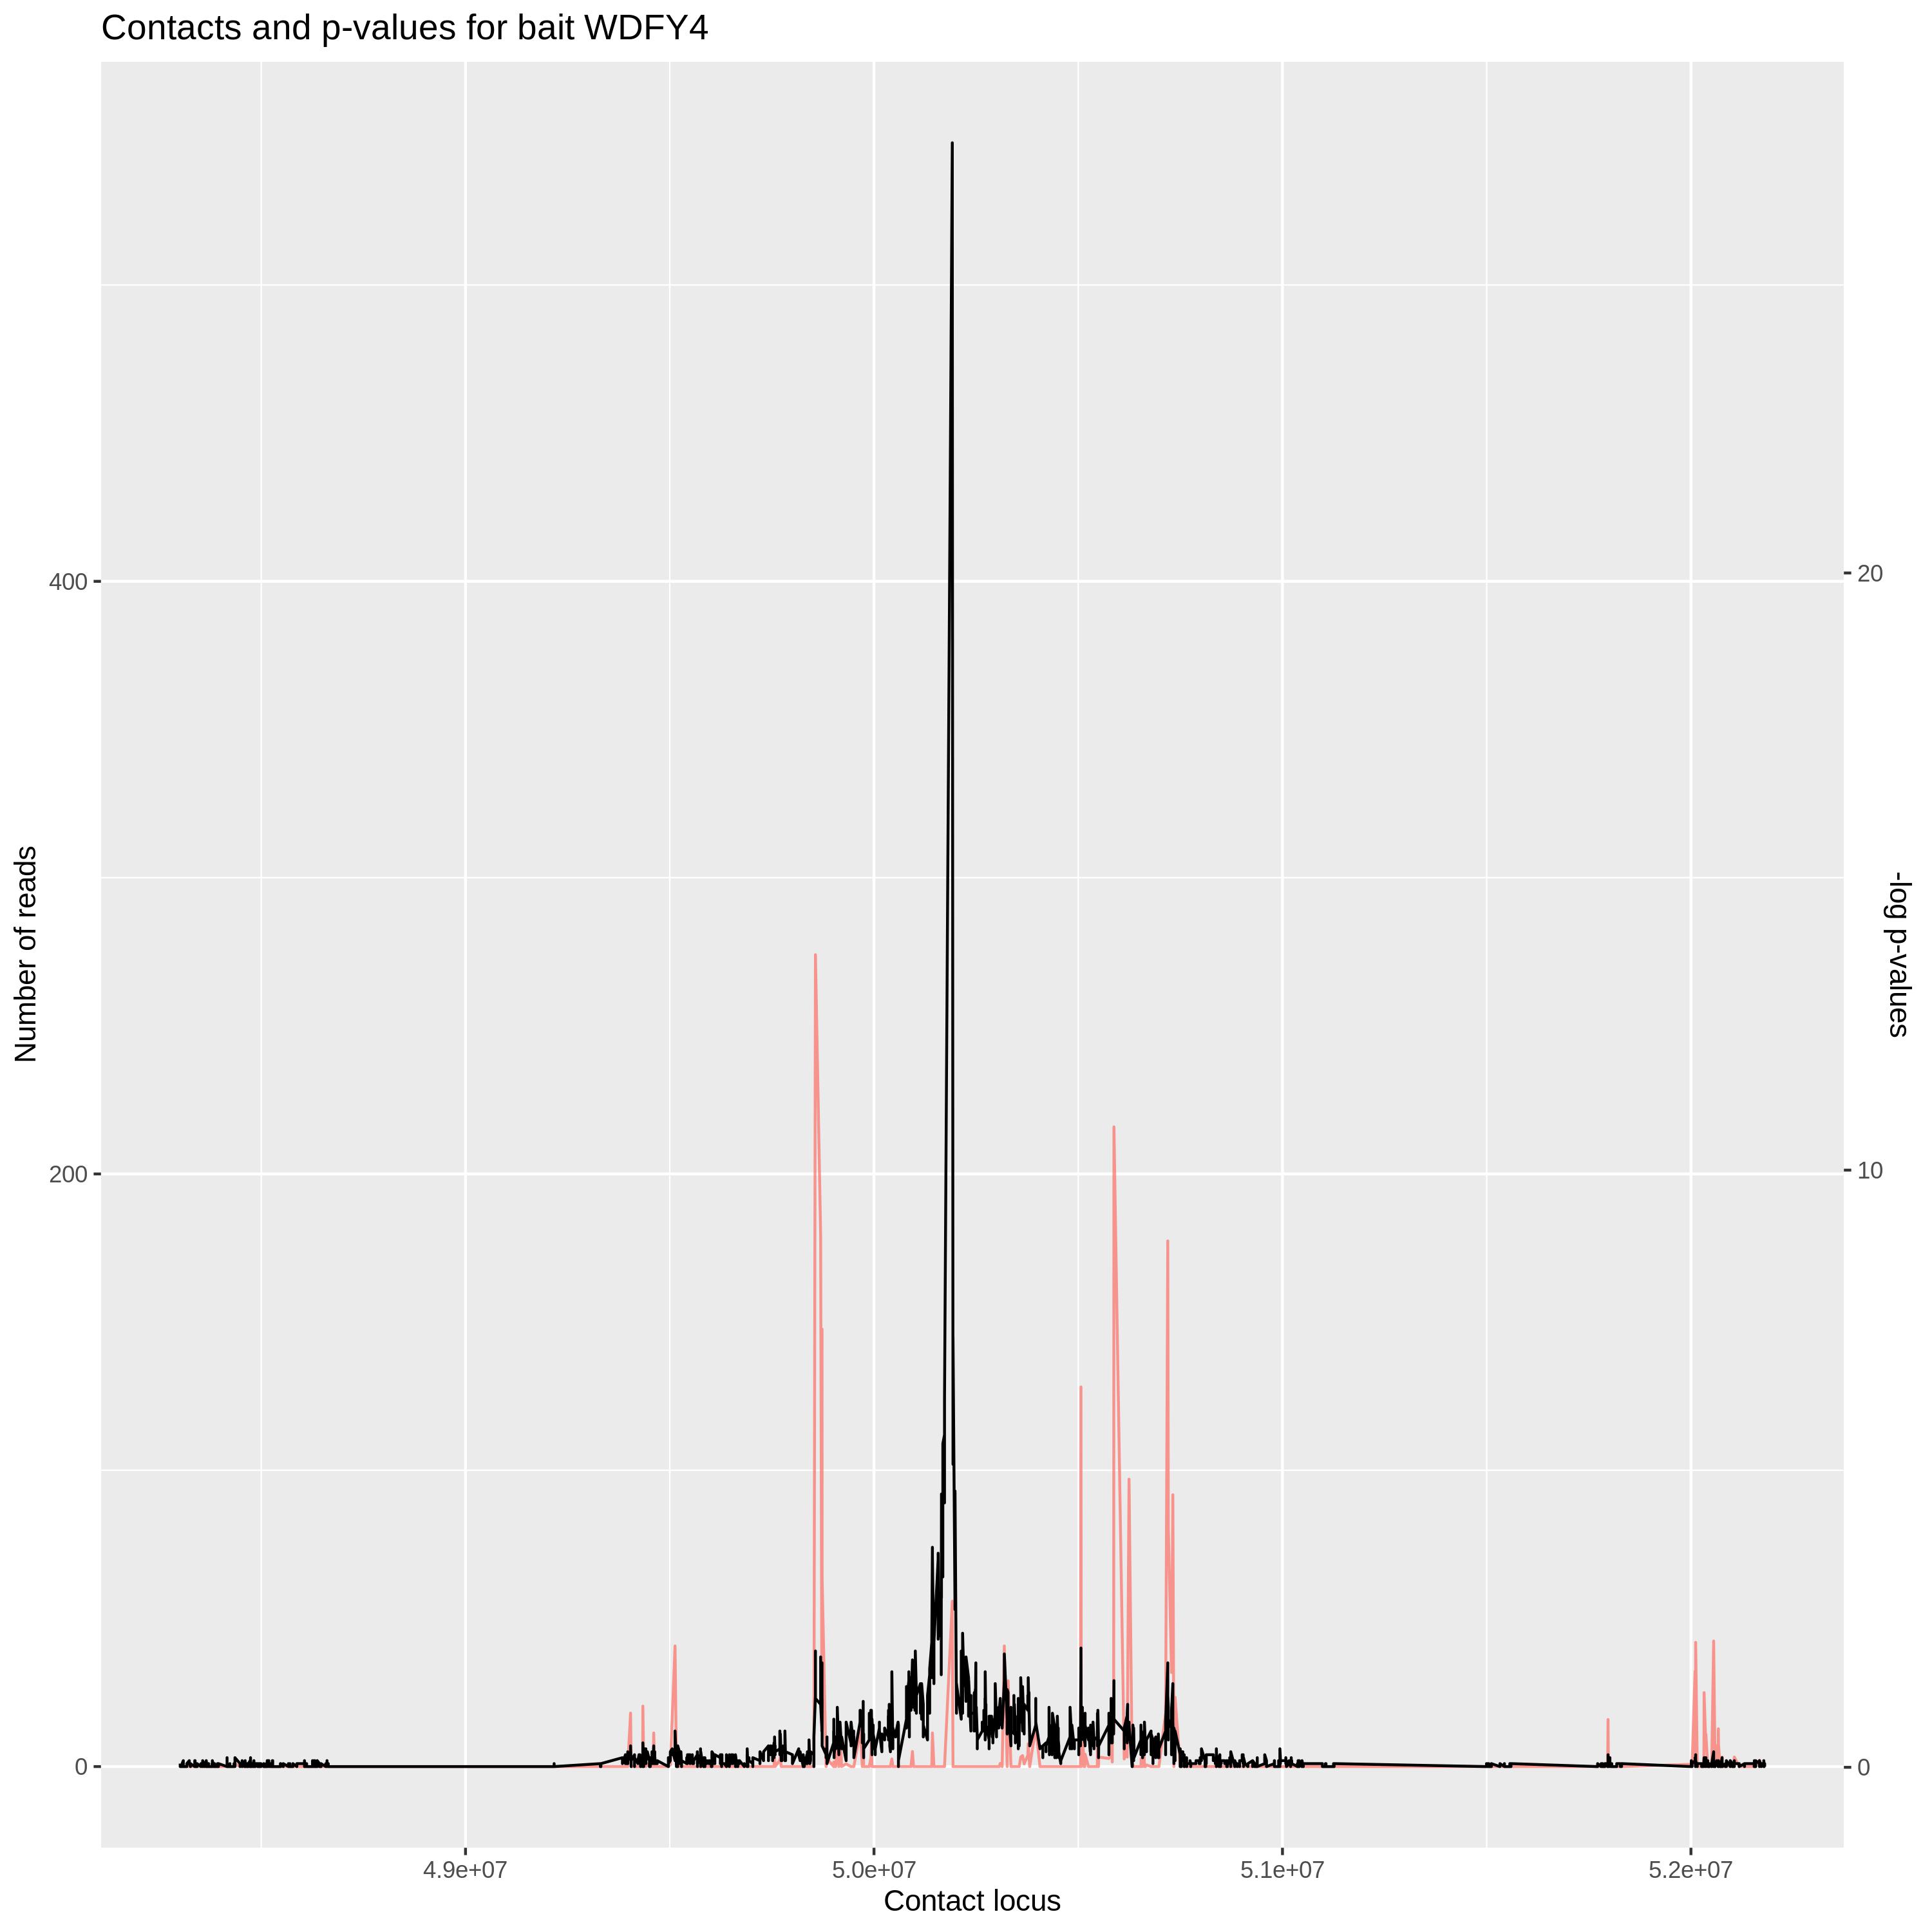 Contacts and p-values for bait WDFY4
Number of reads
400
200
0
20
10
0
-log p-values
4.9e+07 5.0e+07 5.1e+07 5.2e+07
Contact locus